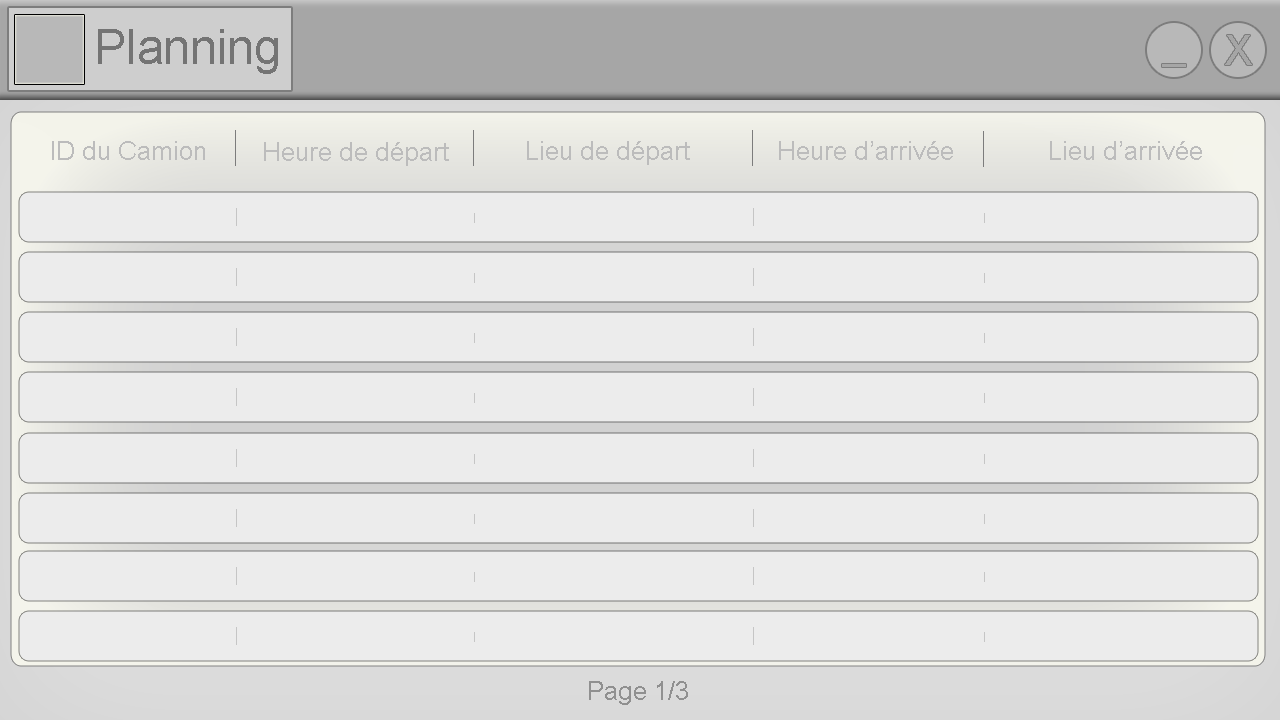 Planning
_ X
ID du Camion Heure de départ Lieu de départ Heure d’arrivée Lieu d’arrivée
Page 1/3